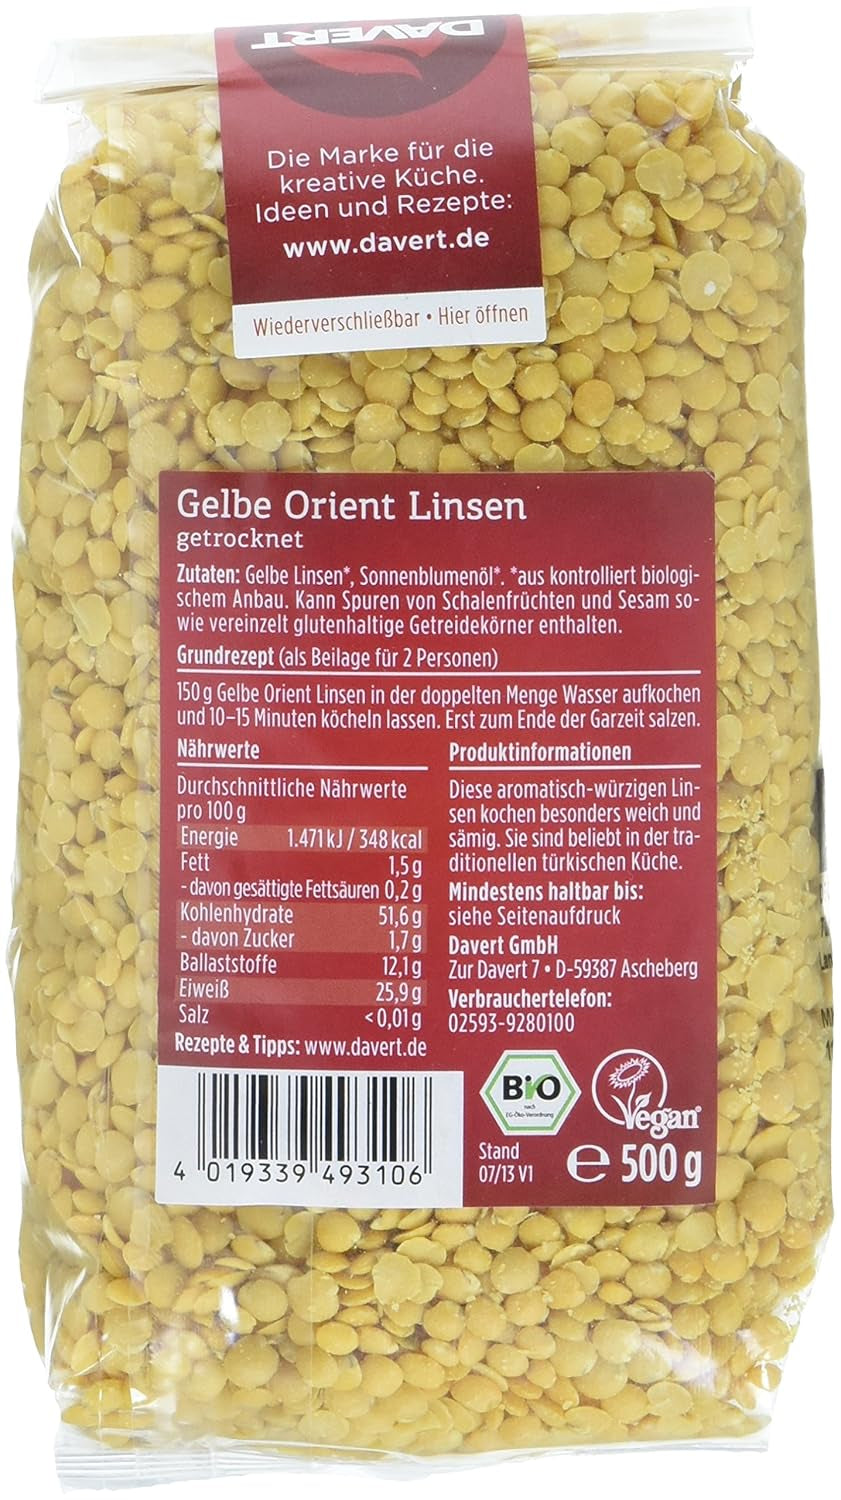 DAVERT
Die Marke für die
kreative Küche.
Ideen und Rezepte:
www.davert.de
Wiederverschließbar • Hier öffnen
Gelbe Orient Linsen
getrocknet
Zutaten: Gelbe Linsen*, Sonnenblumenöl*. *aus kontrolliert biologi-
schem Anbau. Kann Spuren von Schalenfrüchten und Sesam so-
wie vereinzelt glutenhaltige Getreidekörner enthalten.
Grundrezept (als Beilage für 2 Personen)
150 g Gelbe Orient Linsen in der doppelten Menge Wasser aufkochen
und 10–15 Minuten köcheln lassen. Erst zum Ende der Garzeit salzen.
Nährwerte
Durchschnittliche Nährwerte
pro 100 g
Energie 1.471 kJ / 348 kcal
Fett 1,5 g
- davon gesättigte Fettsäuren 0,2 g
Kohlenhydrate 51,6 g
- davon Zucker 1,7 g
Ballaststoffe 12,1 g
Eiweiß 25,9 g
Salz <0,01 g
Rezepte & Tipps: www.davert.de
Produktinformationen
Diese aromatisch-würzigen Lin-
sen kochen besonders weich und
sämig. Sie sind beliebt in der tra-
ditionellen türkischen Küche.
Mindestens haltbar bis:
siehe Seitenaufdruck
Davert GmbH
Zur Davert 7 • D-59387 Ascheberg
Verbrauchertelefon:
02593-9280100
4 019339 493106
Bio
nach
EG-Öko-Verordnung
Vegan
Stand
07/13 V1
e 500 g